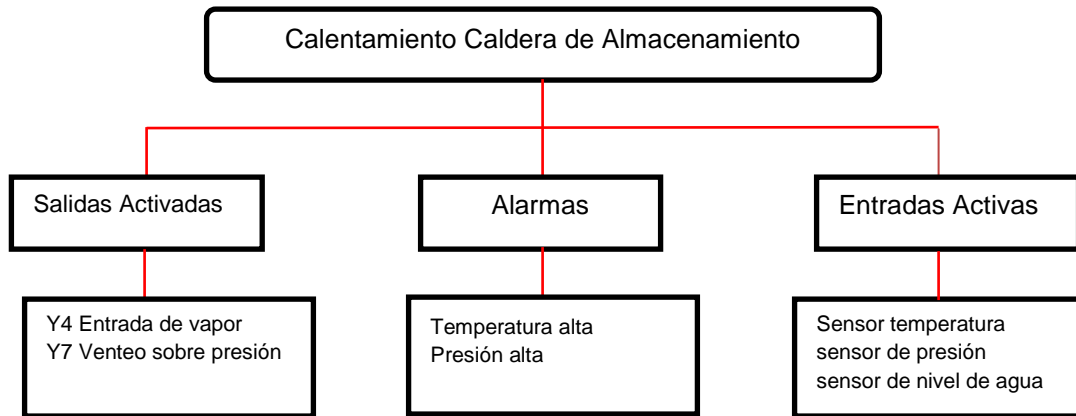 Calentamiento Caldera de Almacenamiento
Salidas Activadas
Alarmas
Entradas Activas
Y4 Entrada de vapor
Y7 Venteo sobre presión
Temperatura alta
Presión alta
Sensor temperatura
sensor de presión
sensor de nivel de agua